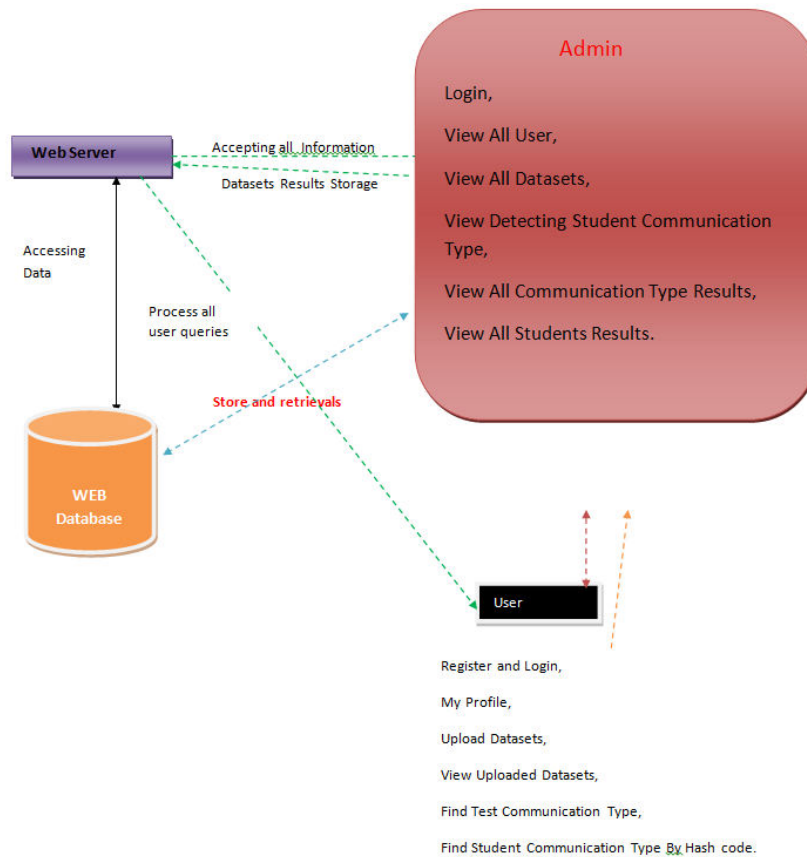 Admin
Login,
View All User,
View All Datasets,
View Detecting Student Communication
Type,
View All Communication Type Results,
View All Students Results.
Web Server
Accepting all Information
Datasets Results Storage
Accessing
Data
Process all
user queries
Store and retrievals
WEB
Database
User
Register and Login,
My Profile,
Upload Datasets,
View Uploaded Datasets,
Find Test Communication Type,
Find Student Communication Type By Hash code.